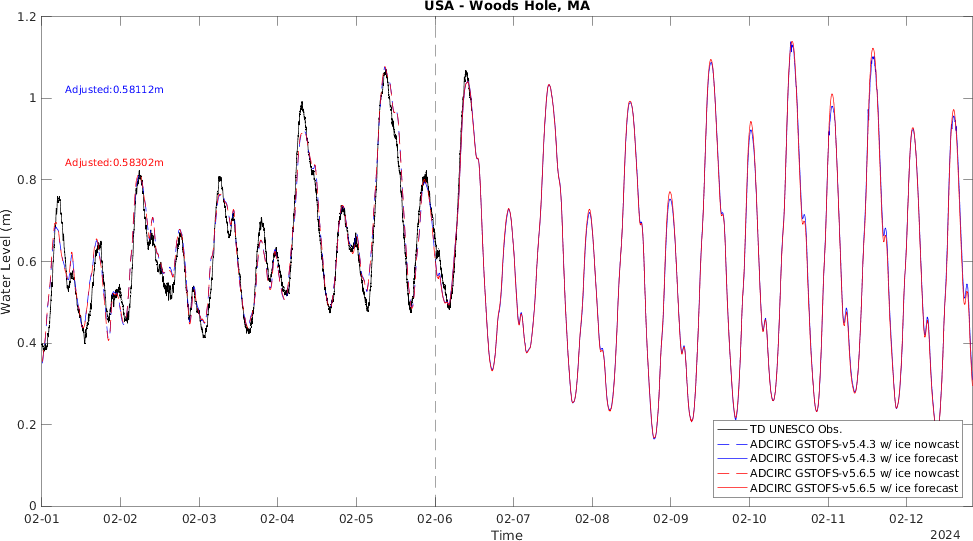 USA - Woods Hole, MA
1.2
1
0.8
0.6
0.4
0.2
0
Water Level (m)
Adjusted:0.58112m
Adjusted:0.58302m
TD UNESCO Obs.
ADCIRC GSTOFS-v5.4.3 w/ ice nowcast
ADCIRC GSTOFS-v5.4.3 w/ ice forecast
ADCIRC GSTOFS-v5.6.5 w/ ice nowcast
ADCIRC GSTOFS-v5.6.5 w/ ice forecast
02-01 02-02 02-03 02-04 02-05 02-06 02-07 02-08 02-09 02-10 02-11 02-12
Time
2024